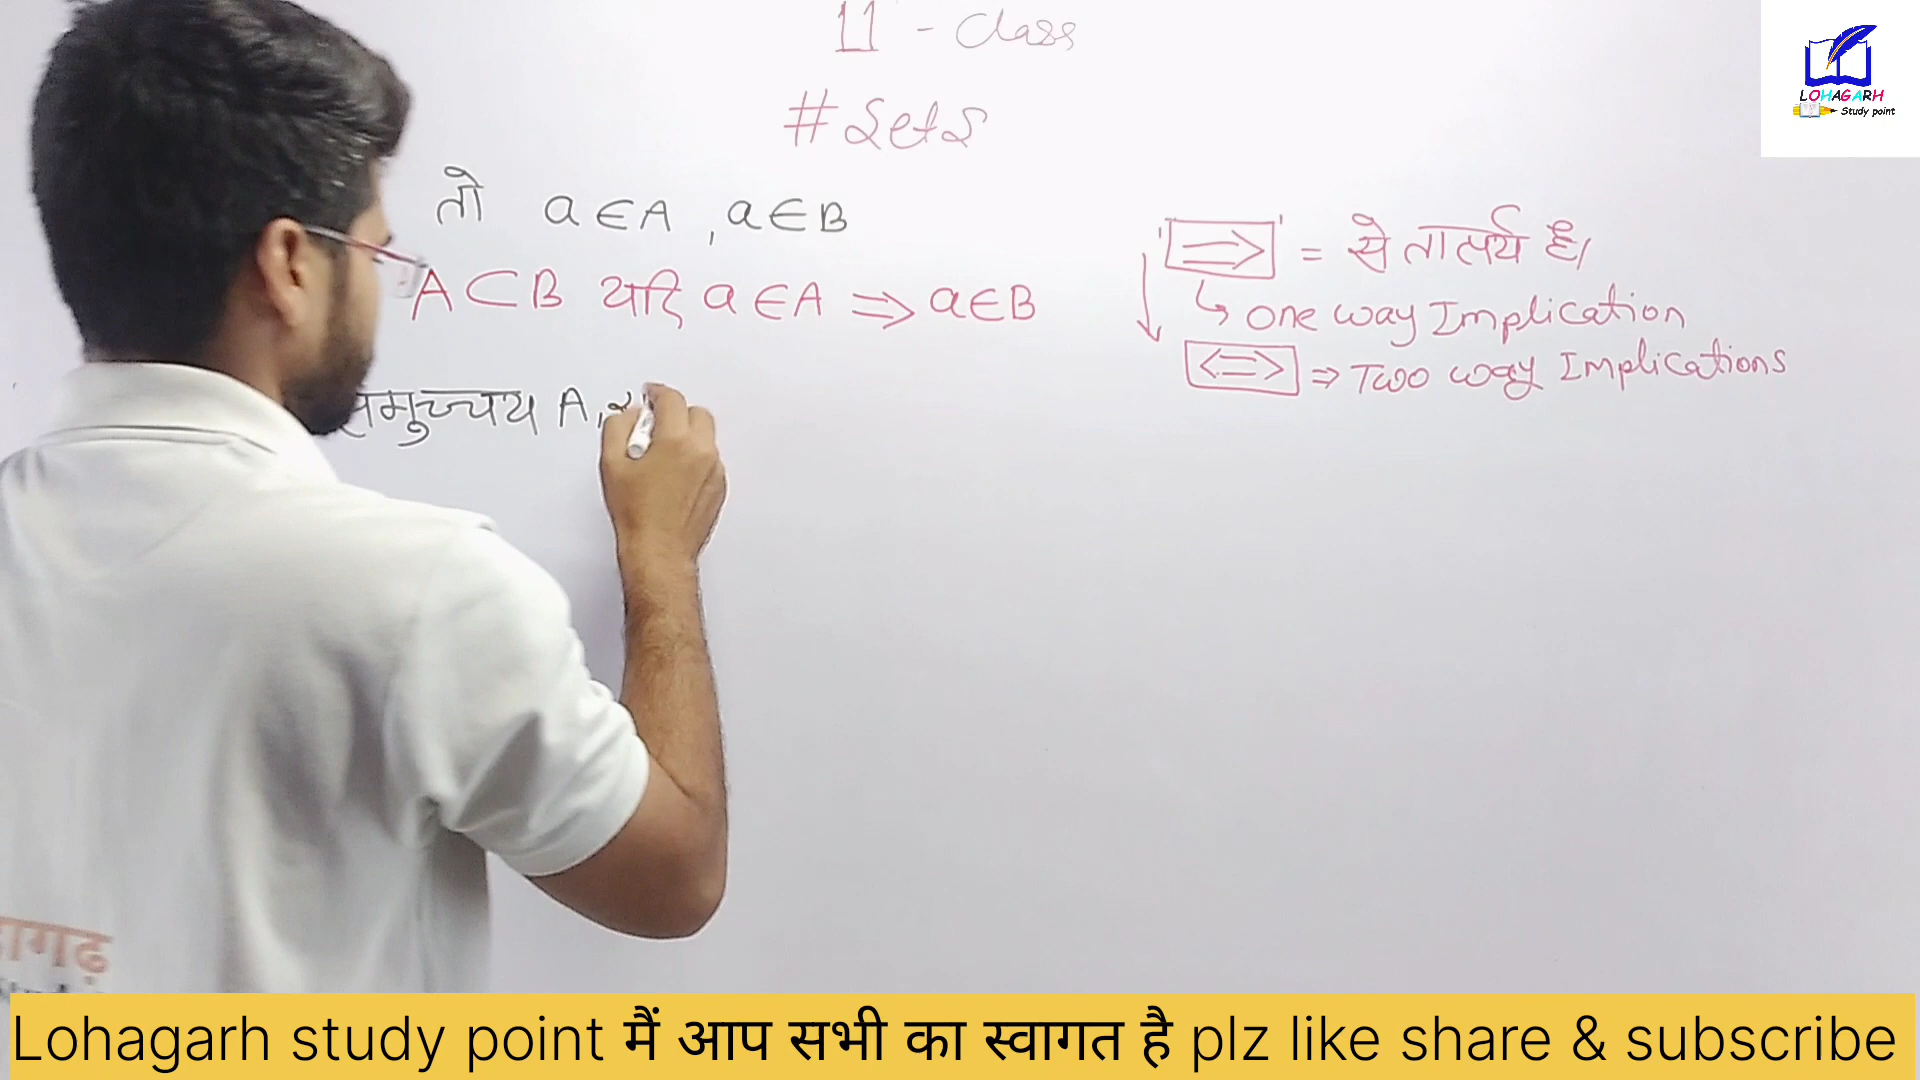 11 - Class
# Sets
तो a ∈ A , a ∈ B
A ⊂ B यदि a ∈ A ⇒ a ∈ B
समुच्चय A,
⇒ = से तात्पर्य है।
↳ One way Implication
<=> ⇒ Two way Implications
LOHAGARH
Study point
ागढ़
Lohagarh study point मैं आप सभी का स्वागत है plz like share & subscribe